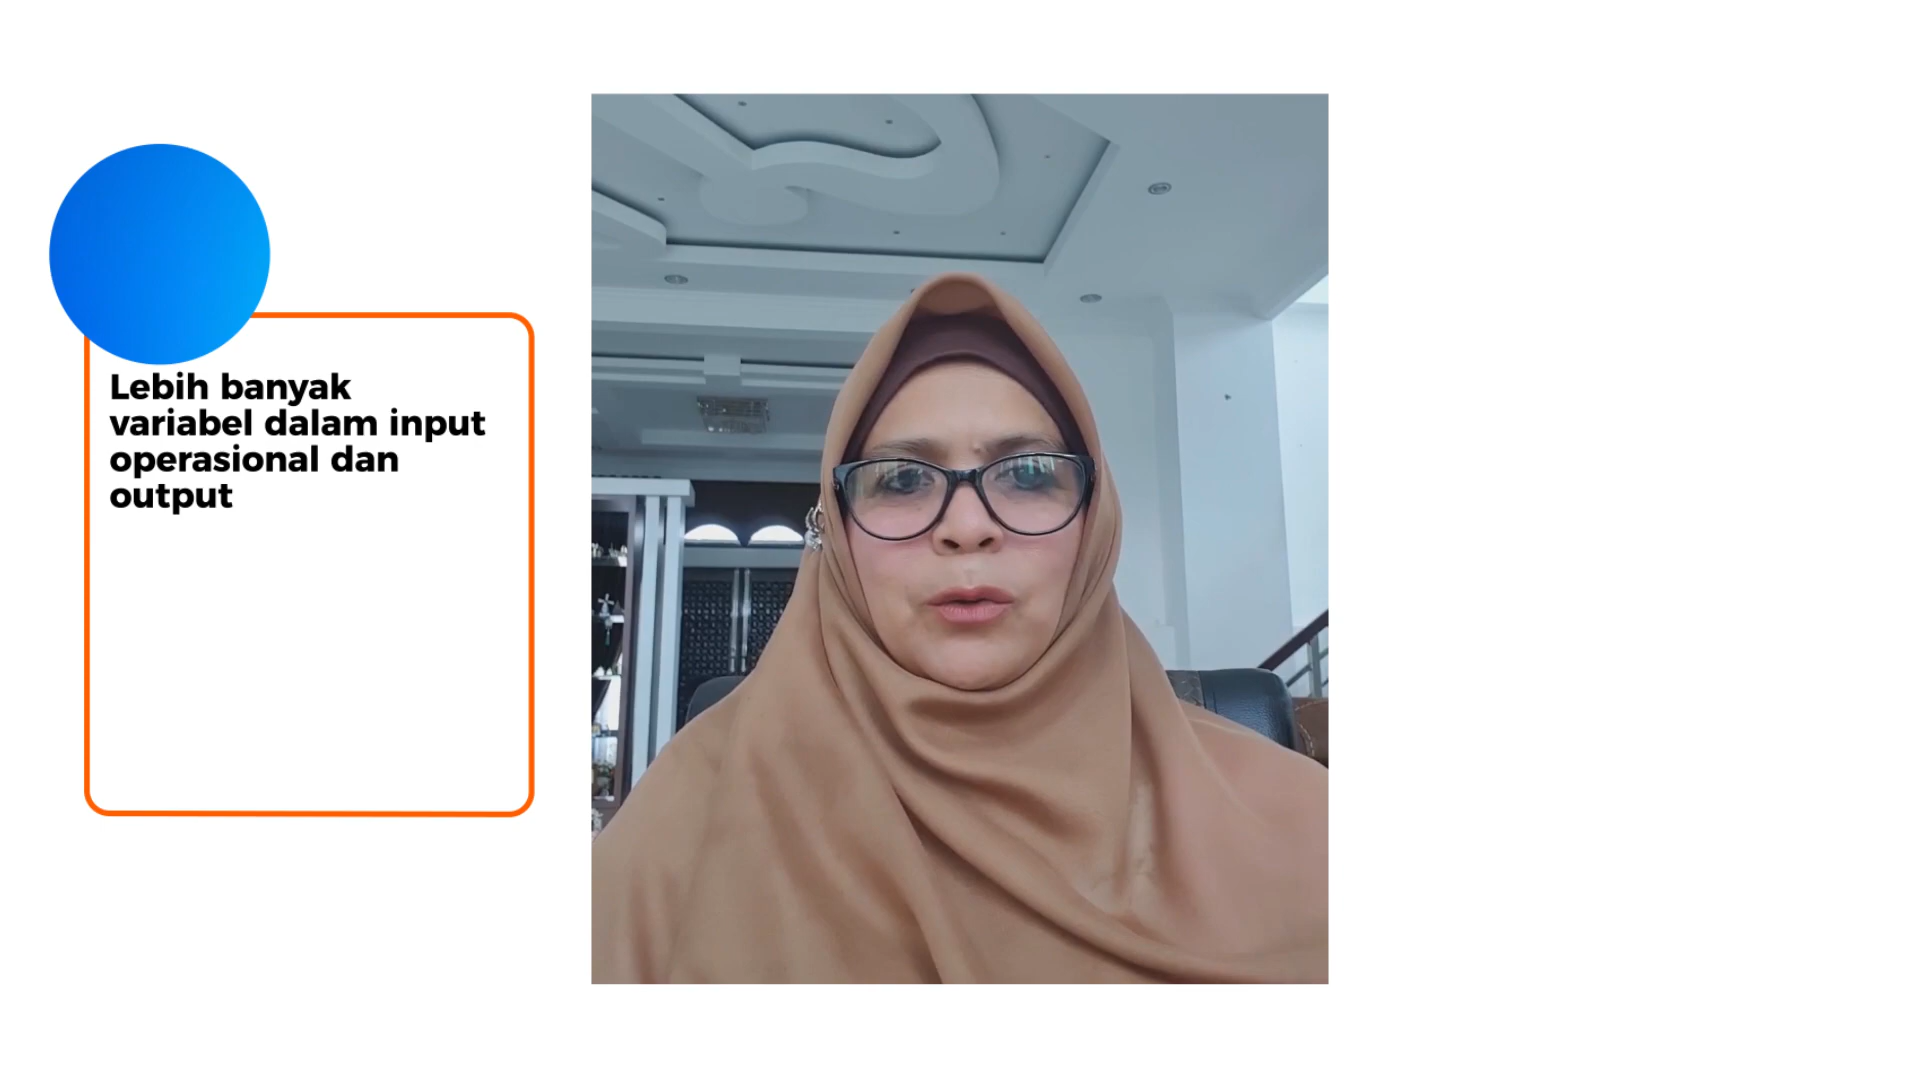 Lebih banyak
variabel dalam input
operasional dan
output